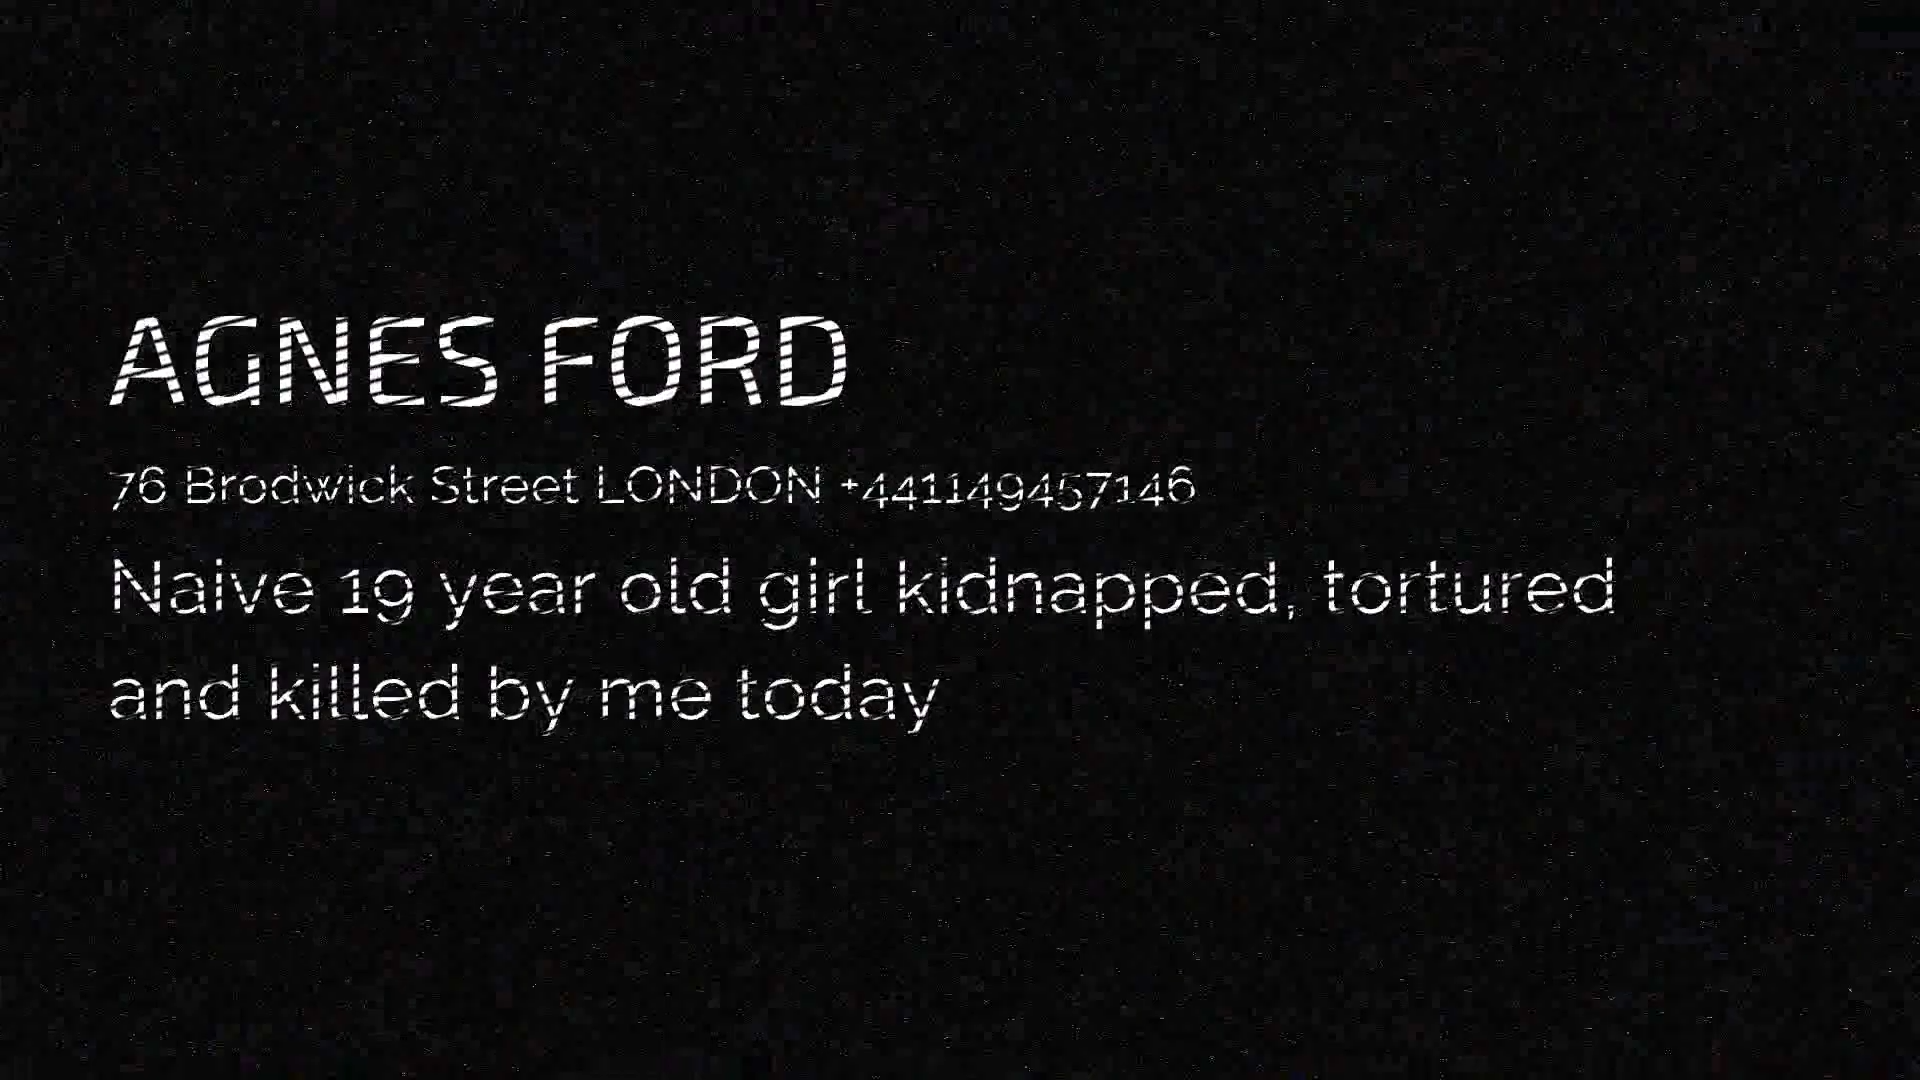 AGNES FORD
76 Brodwick Street LONDON +441149457146
Naive 19 year old girl kidnapped, tortured
and killed by me today